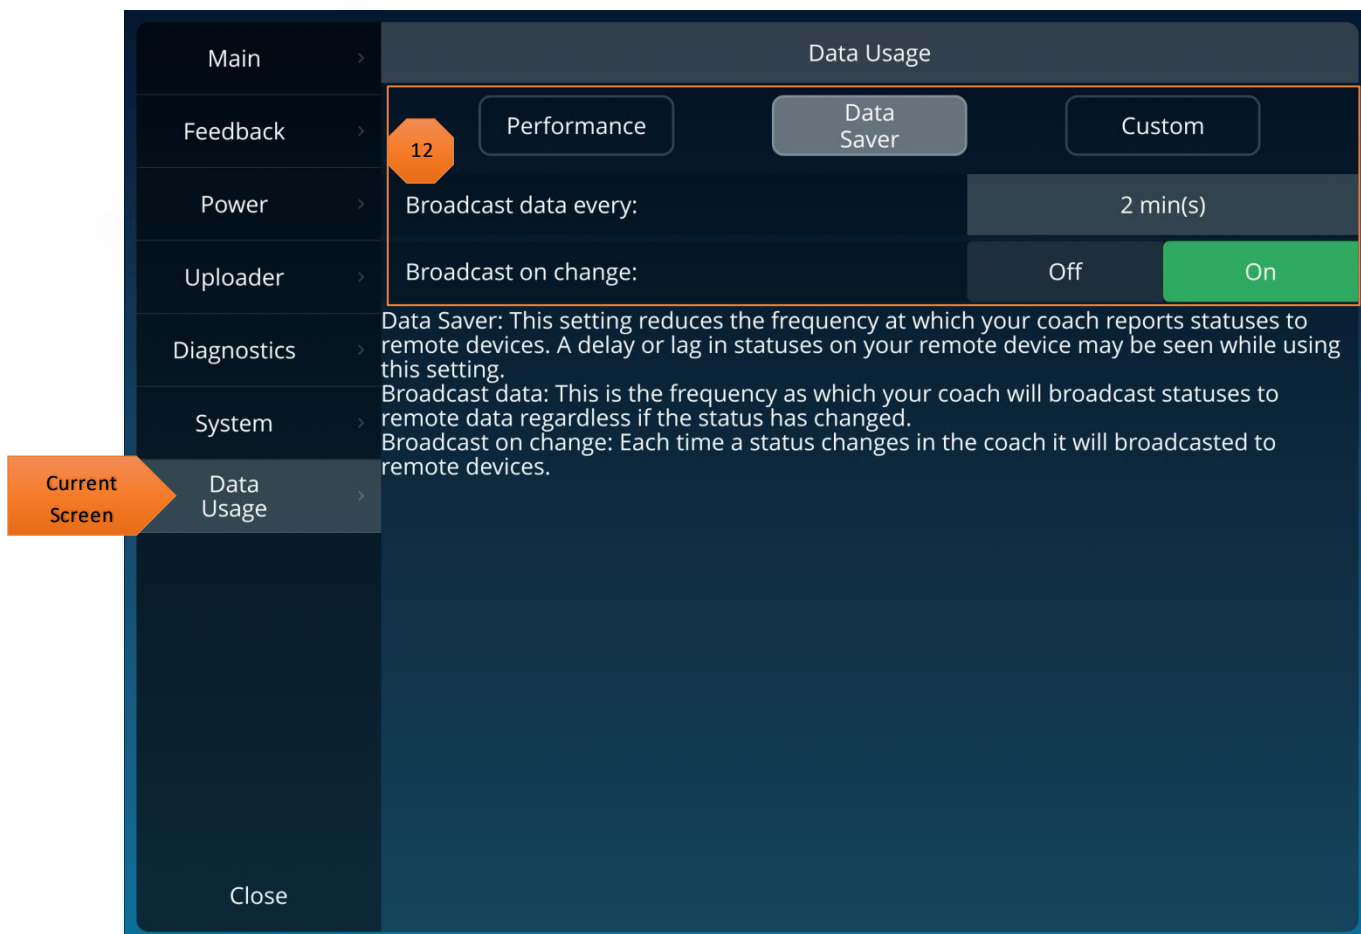 Main
Feedback
Power
Uploader
Diagnostics
System
Data
Usage
Close
Current
Screen
Data Usage
12
Performance
Data
Saver
Custom
Broadcast data every:
2 min(s)
Broadcast on change:
Off
On
Data Saver: This setting reduces the frequency at which your coach reports statuses to
remote devices. A delay or lag in statuses on your remote device may be seen while using
this setting.
Broadcast data: This is the frequency as which your coach will broadcast statuses to
remote data regardless if the status has changed.
Broadcast on change: Each time a status changes in the coach it will broadcasted to
remote devices.